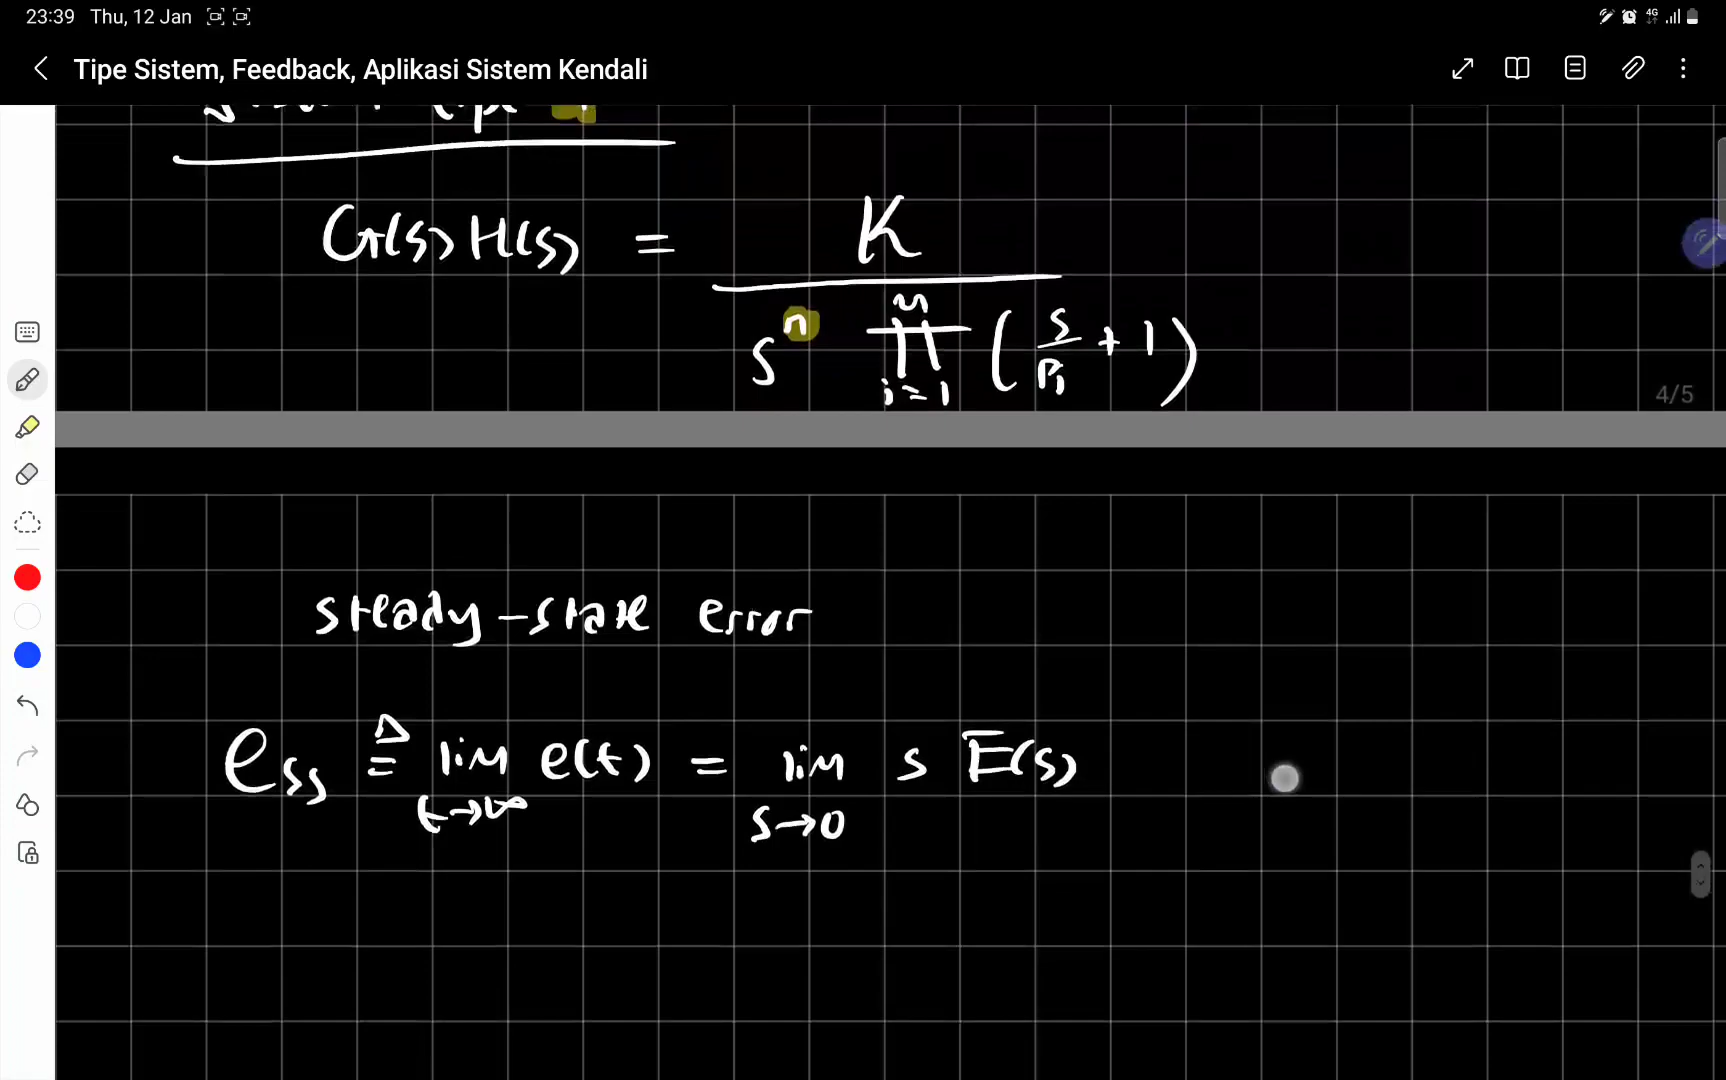 23:39 Thu, 12 Jan 4G
Tipe Sistem, Feedback, Aplikasi Sistem Kendali
G(s) H(s) = K / (s^n ∏_{i=1}^{m} (s/P_i + 1))
4/5
steady-state error
e_ss ≜ lim_{t→∞} e(t) = lim_{s→0} s E(s)